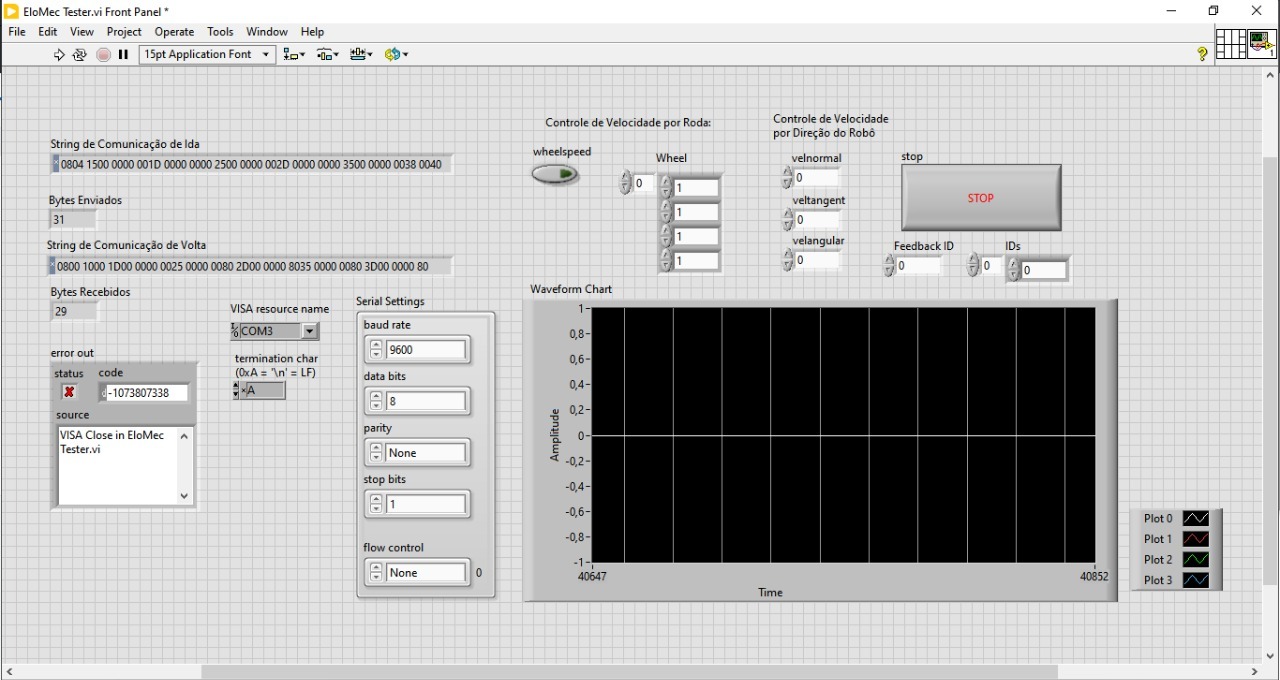 EloMec Tester.vi Front Panel *
File Edit View Project Operate Tools Window Help
15pt Application Font
?
1
String de Comunicação de Ida
0804 1500 0000 001D 0000 0000 2500 0000 002D 0000 0000 3500 0000 0038 0040
Bytes Enviados
31
String de Comunicação de Volta
0800 1000 1D00 0000 0025 0000 0080 2D00 0000 8035 0000 0080 3D00 0000 80
Bytes Recebidos
29
error out
status code
-1073807338
source
VISA Close in EloMec
Tester.vi
VISA resource name
COM3
termination char
(0xA = '\n' = LF)
A
Serial Settings
baud rate
9600
data bits
8
parity
None
stop bits
1
flow control
None 0
Controle de Velocidade por Roda:
wheelspeed
Wheel
0
1
1
1
1
Controle de Velocidade
por Direção do Robô
velnormal
0
veltangent
0
velangular
0
stop
STOP
Feedback ID
0
IDs
0
0
Waveform Chart
Amplitude
1
0,8
0,6
0,4
0,2
0
-0,2
-0,4
-0,6
-0,8
-1
40647
40852
Time
Plot 0
Plot 1
Plot 2
Plot 3